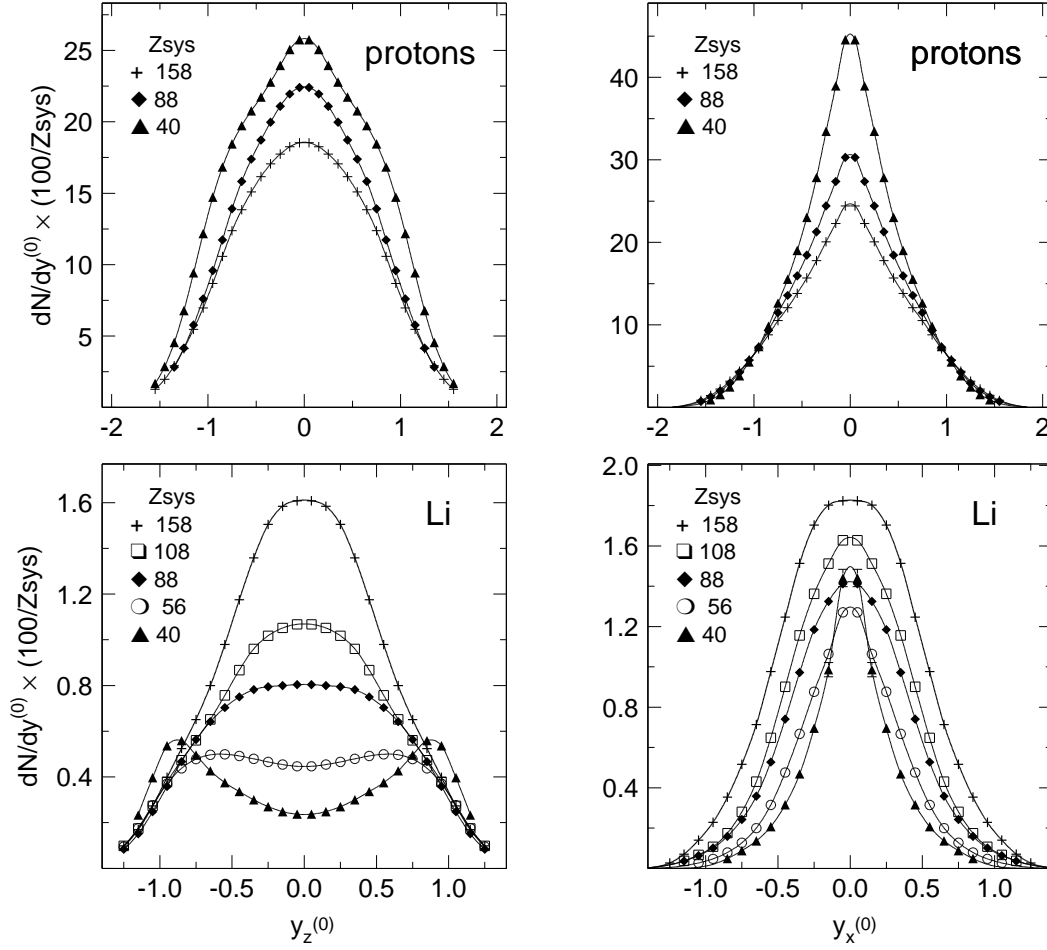 protons
Zsys
+ 158
◆ 88
▲ 40
25
20
15
10
5
dN/dy(0) × (100/Zsys)
-2 -1 0 1 2
protons
Zsys
+ 158
◆ 88
▲ 40
40
30
20
10
-2 -1 0 1 2
Li
Zsys
+ 158
□ 108
◆ 88
○ 56
▲ 40
1.6
1.2
0.8
0.4
dN/dy(0) × (100/Zsys)
-1.0 -0.5 0.0 0.5 1.0
yz(0)
Li
Zsys
+ 158
□ 108
◆ 88
○ 56
▲ 40
2.0
1.6
1.2
0.8
0.4
-1.0 -0.5 0.0 0.5 1.0
yx(0)